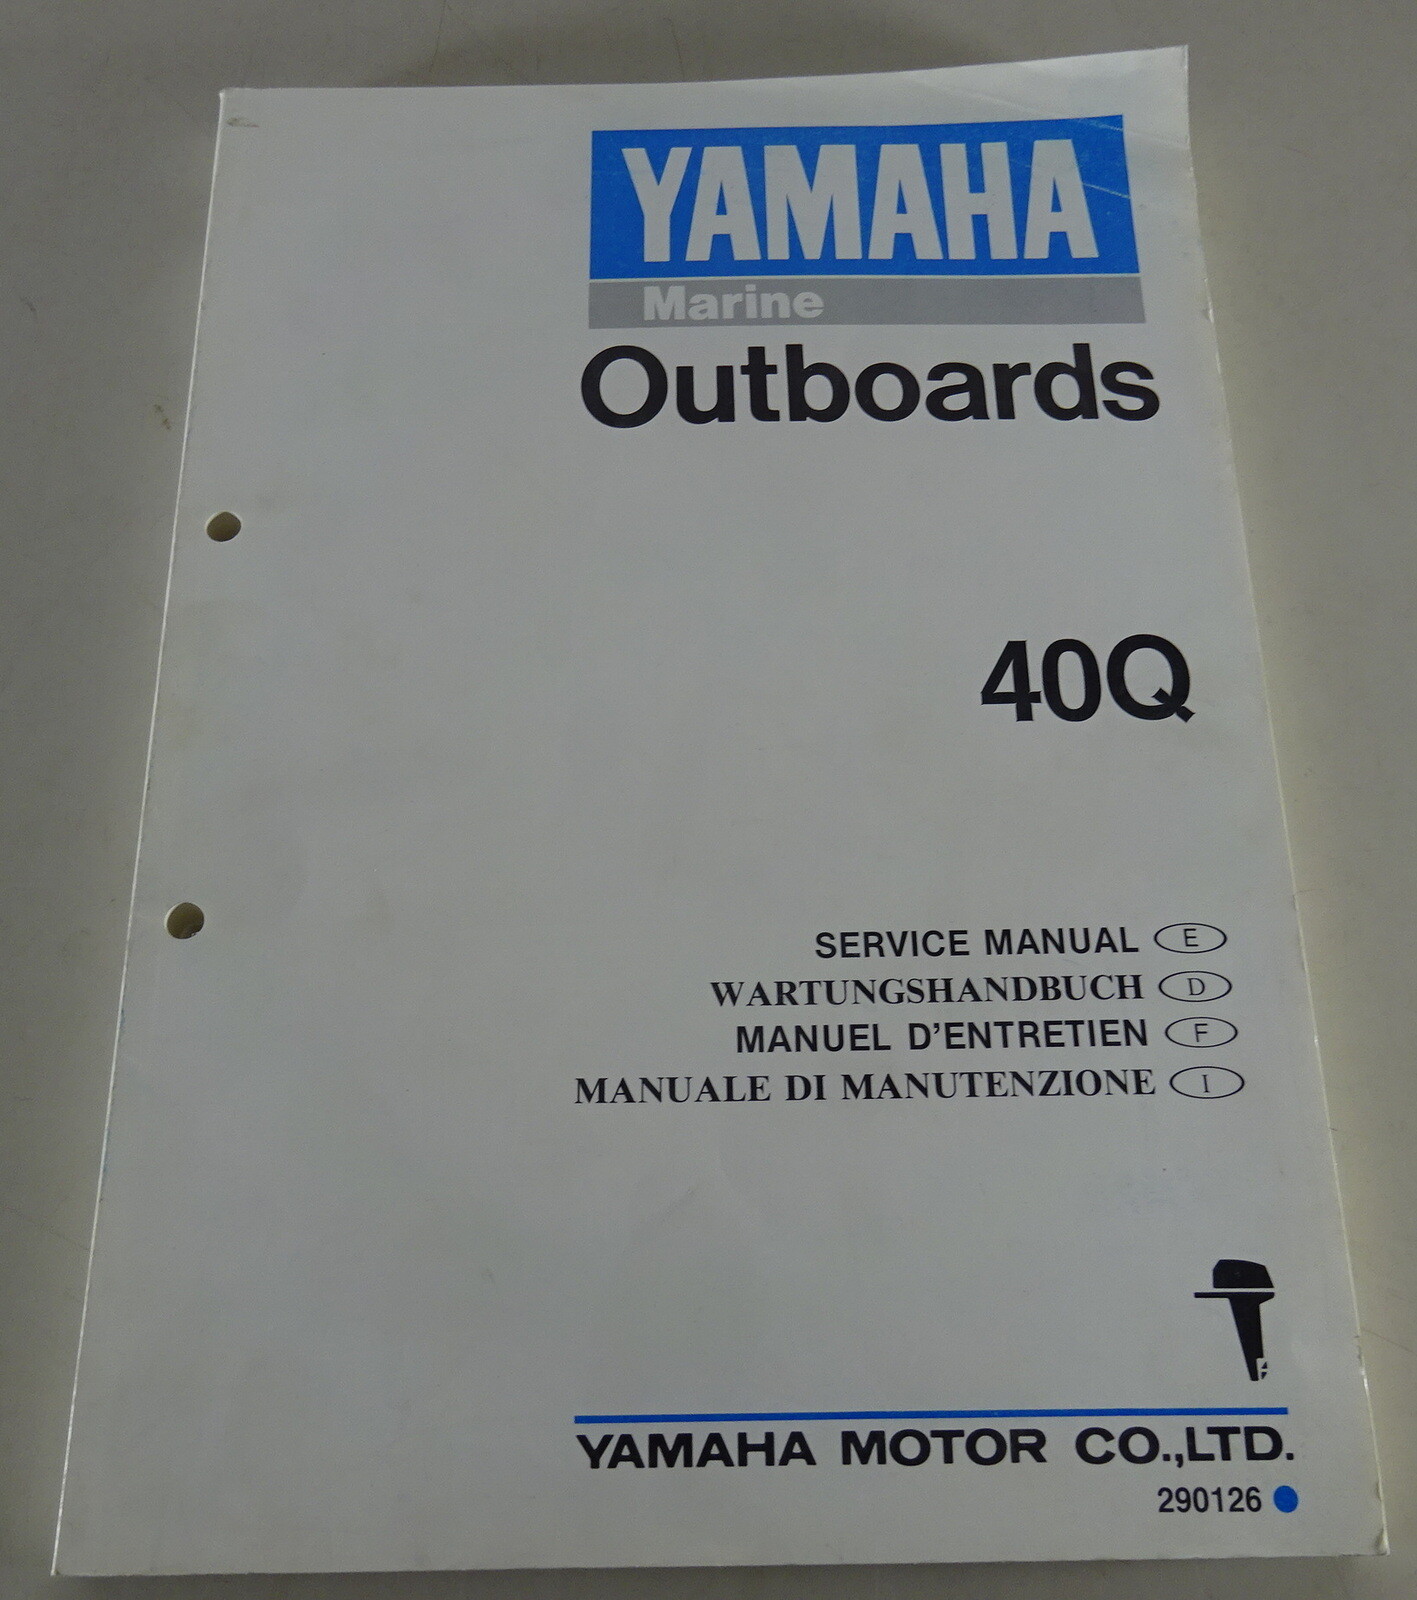 YAMAHA
Marine
Outboards
40Q
SERVICE MANUAL E
WARTUNGSHANDBUCH D
MANUEL D'ENTRETIEN F
MANUALE DI MANUTENZIONE I
YAMAHA MOTOR CO.,LTD.
290126